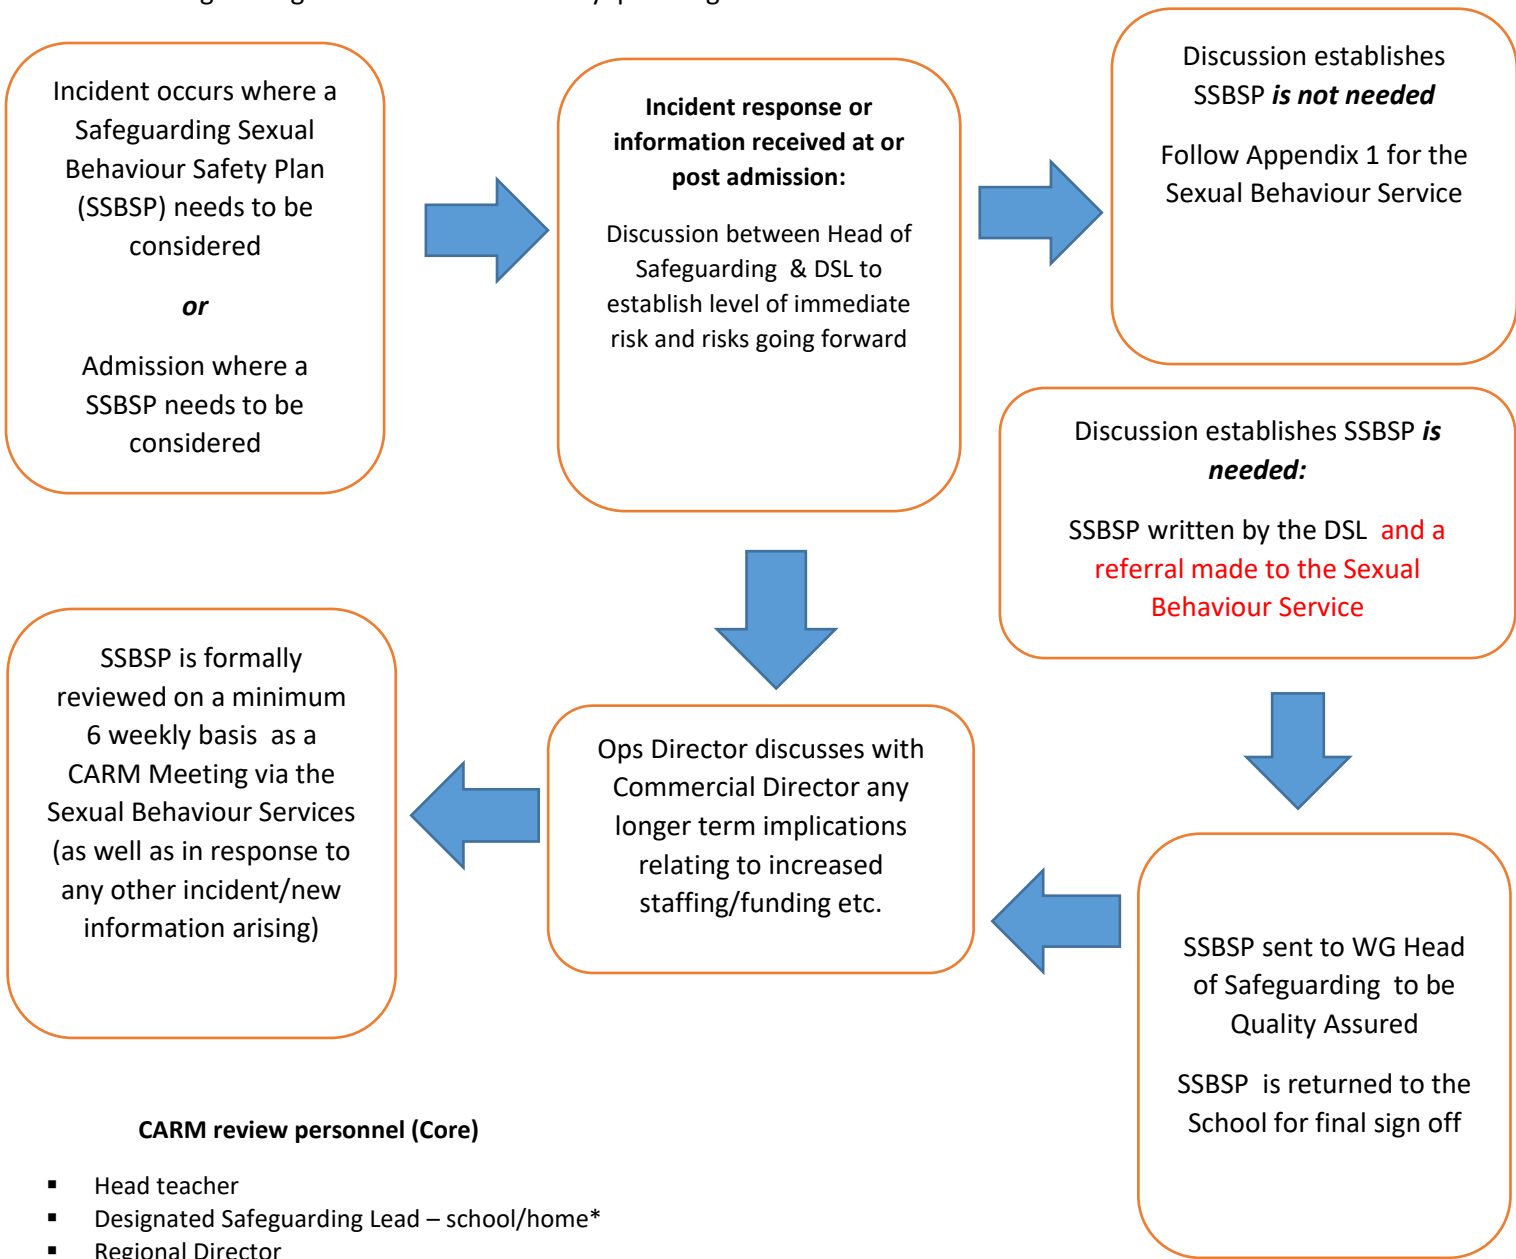 Incident occurs where a
Safeguarding Sexual
Behaviour Safety Plan
(SSBSP) needs to be
considered
or
Admission where a
SSBSP needs to be
considered
Incident response or
information received at or
post admission:
Discussion between Head of
Safeguarding & DSL to
establish level of immediate
risk and risks going forward
Discussion establishes
SSBSP is not needed
Follow Appendix 1 for the
Sexual Behaviour Service
Discussion establishes SSBSP is
needed:
SSBSP written by the DSL and a
referral made to the Sexual
Behaviour Service
SSBSP sent to WG Head
of Safeguarding to be
Quality Assured
SSBSP is returned to the
School for final sign off
Ops Director discusses with
Commercial Director any
longer term implications
relating to increased
staffing/funding etc.
SSBSP is formally
reviewed on a minimum
6 weekly basis as a
CARM Meeting via the
Sexual Behaviour Services
(as well as in response to
any other incident/new
information arising)
CARM review personnel (Core)
▪ Head teacher
▪ Designated Safeguarding Lead – school/home*
▪ Regional Director